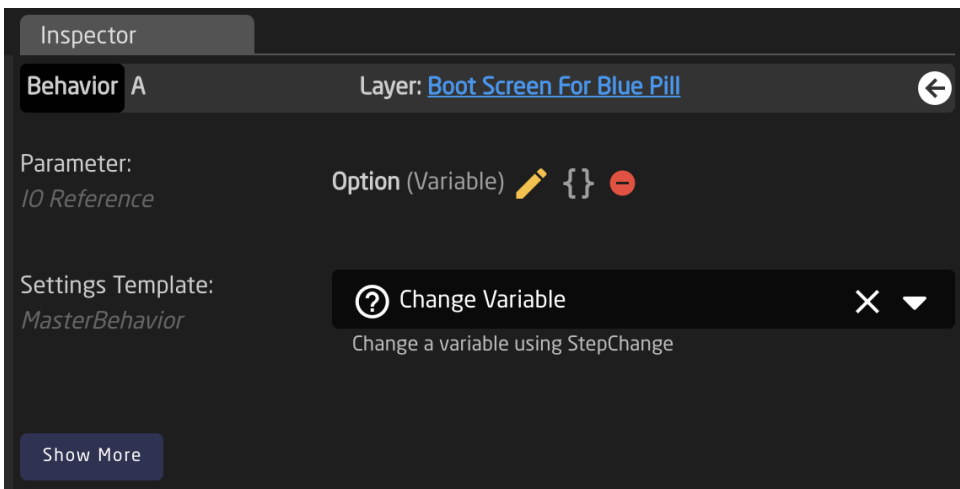 Inspector
Behavior A Layer: Boot Screen For Blue Pill
Parameter:
IO Reference
Option (Variable) {}
Settings Template:
MasterBehavior
Change Variable
Change a variable using StepChange
Show More